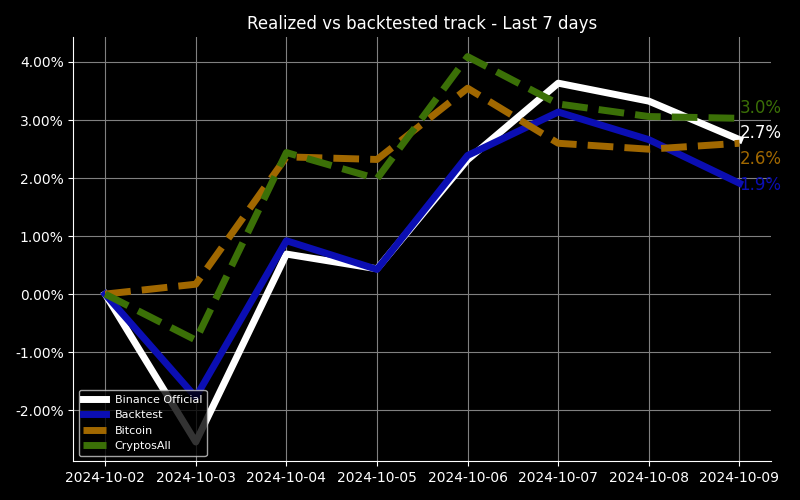 Realized vs backtested track - Last 7 days
4.00%
3.00%
2.00%
1.00%
0.00%
-1.00%
-2.00%
3.0%
2.7%
2.6%
1.9%
Binance Official
Backtest
Bitcoin
CryptosAll
2024-10-02 2024-10-03 2024-10-04 2024-10-05 2024-10-06 2024-10-07 2024-10-08 2024-10-09